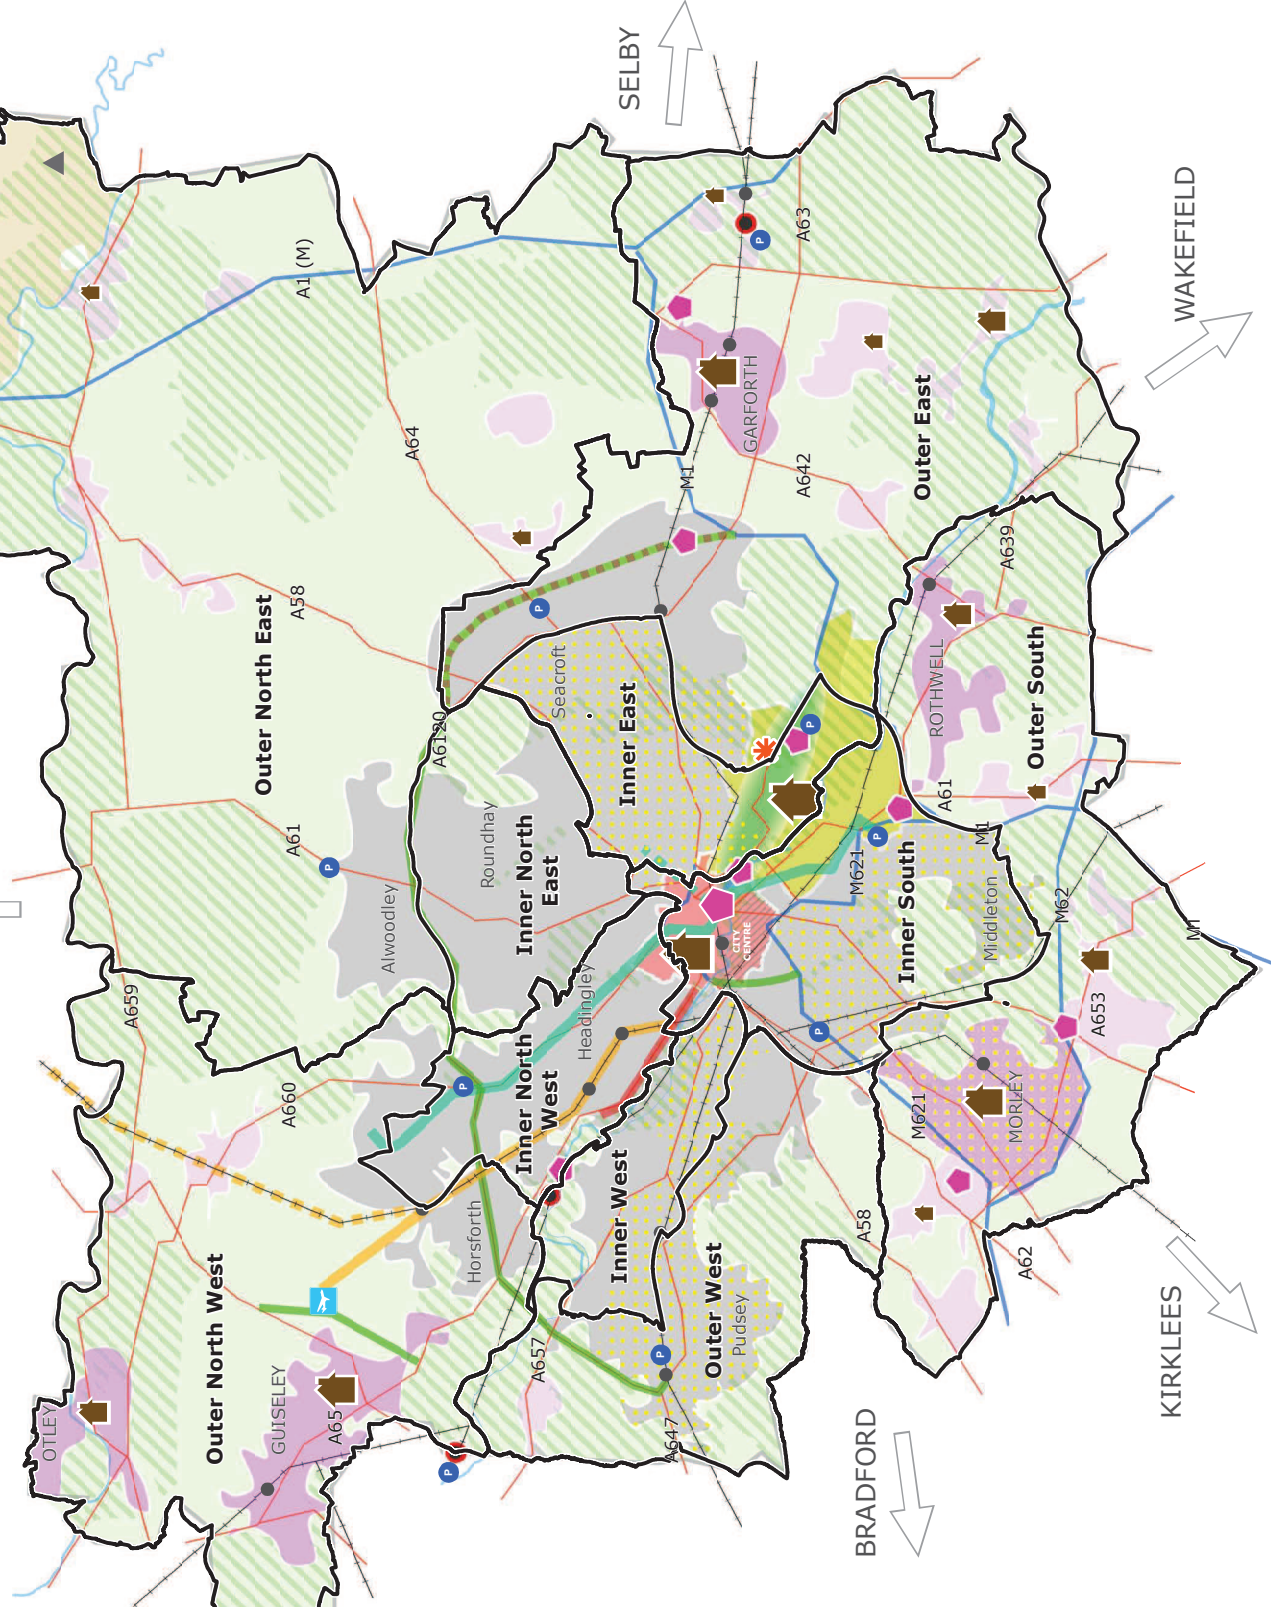 SELBY
WAKEFIELD
A1 (M)
A63
A64
GARFORTH
Outer East
M1
A642
A58
Outer North East
A639
Seacroft
ROTHWELL
Outer South
Inner East
A6120
A61
A61
Roundhay
Inner North
East
M1
M621
Inner South
Middleton
Alwoodley
CITY
CENTRE
M62
M1
A659
Headingley
A653
A660
Inner North
West
M621
MORLEY
Inner West
Horsforth
A58
Outer West
Pudsey
A62
Outer North West
A657
KIRKLEES
OTLEY
GUISELEY
A65
A647
BRADFORD
P
P
P
P
P
P
P
P
P